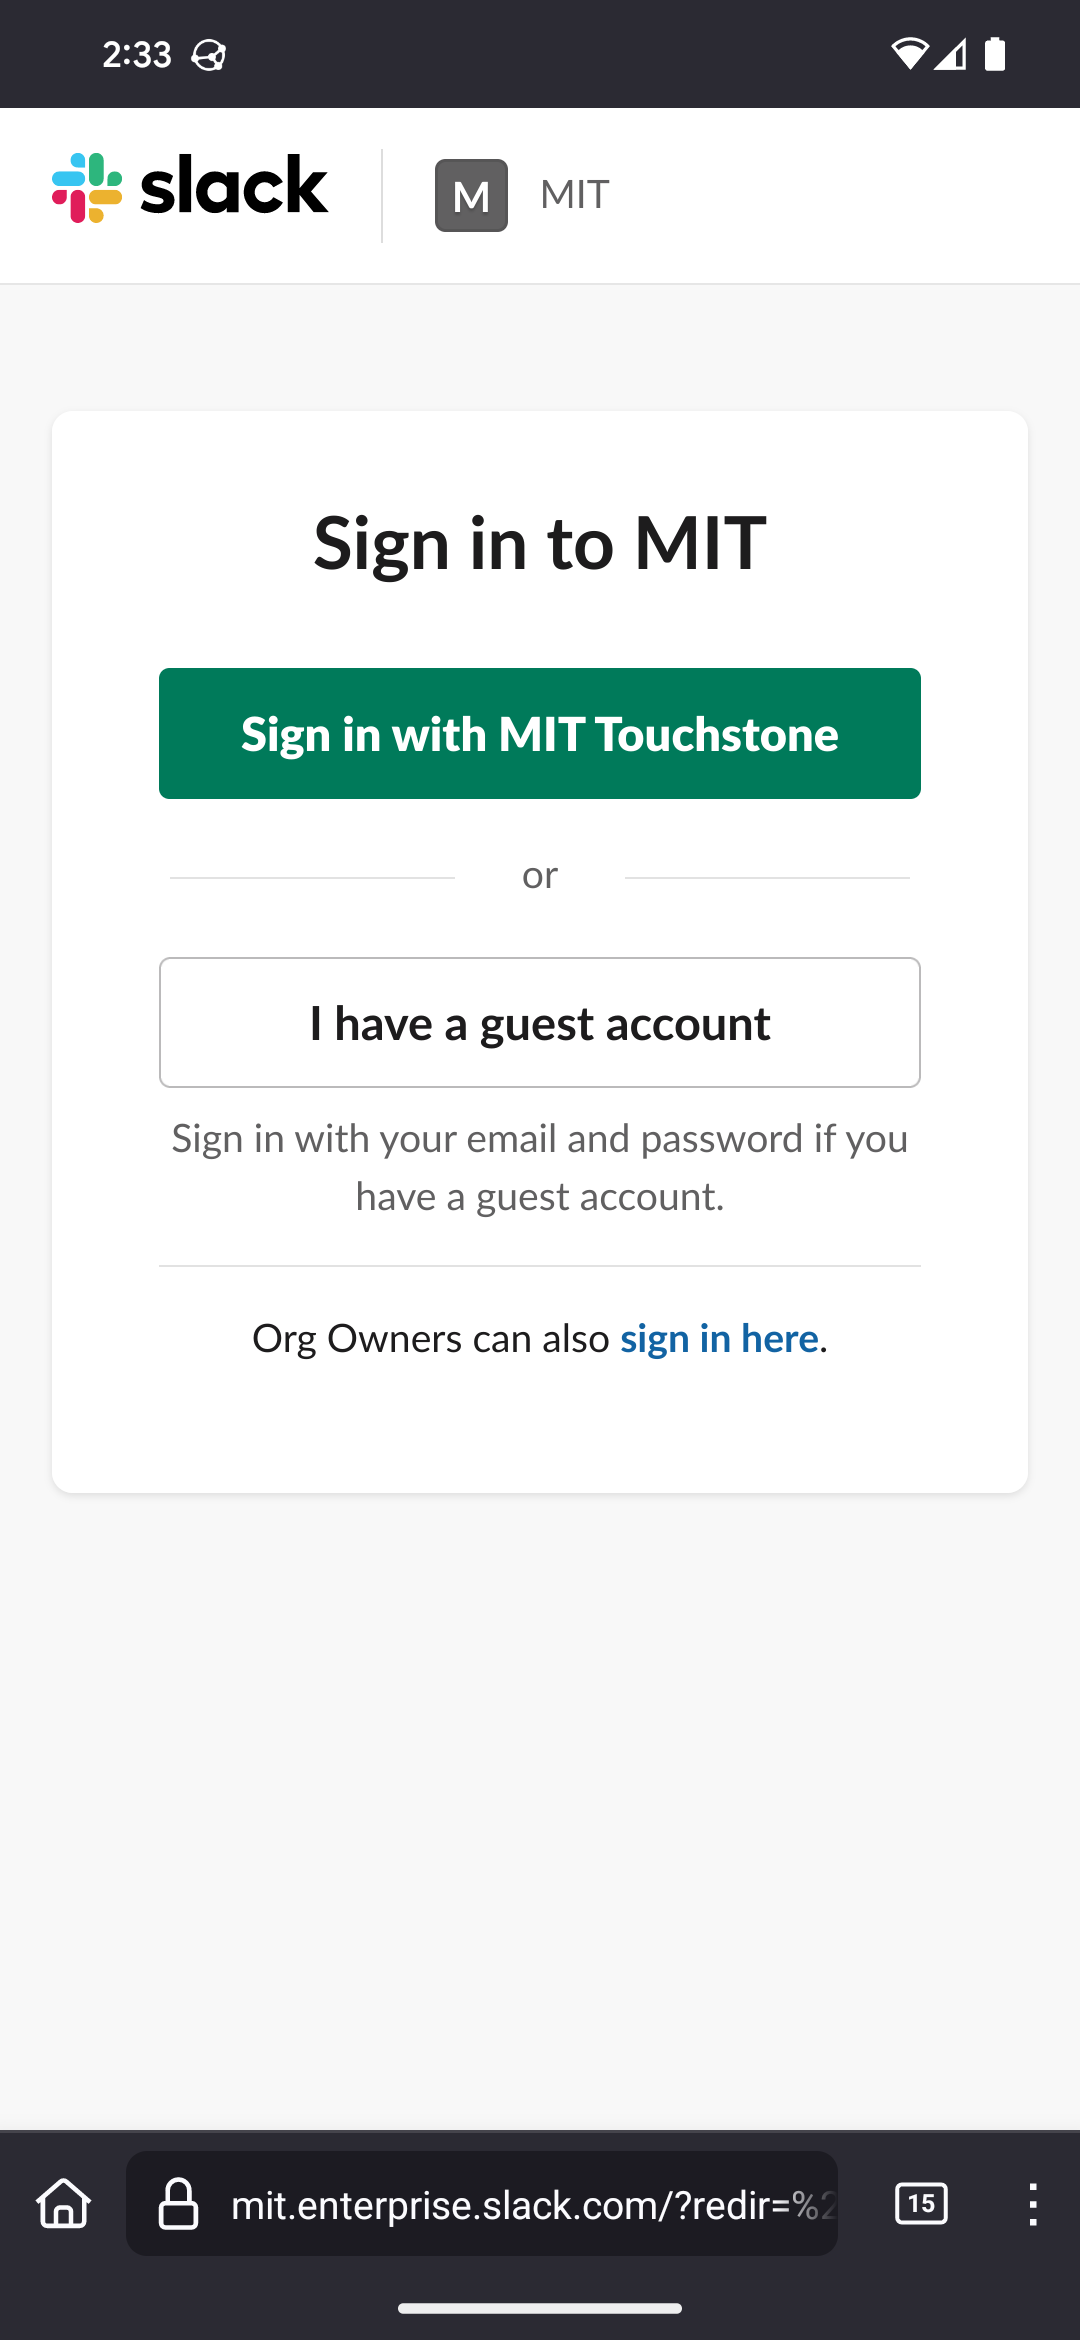 2:33
slack
M MIT
Sign in to MIT
Sign in with MIT Touchstone
or
I have a guest account
Sign in with your email and password if you
have a guest account.
Org Owners can also sign in here.
mit.enterprise.slack.com/?redir=%2
15